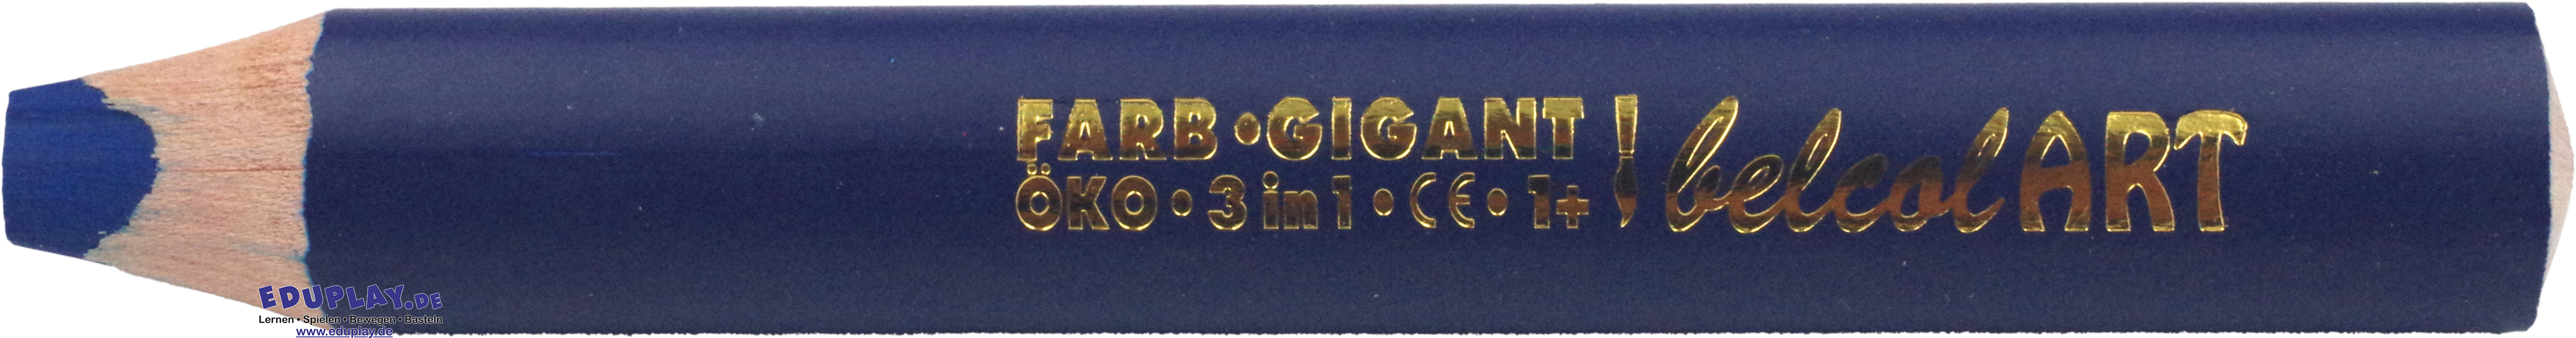 FARB•GIGANT
ÖKO • 3 in 1 • CE • 1+
belcolART
EDUPLAY.DE
Lernen • Spielen • Bewegen • Basteln
www.eduplay.de